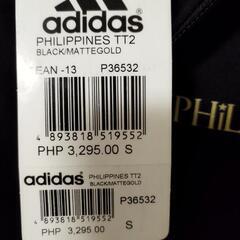 adidas
PHILIPPINES TT2
BLACK/MATTEGOLD
EAN -13 P36532
4 893818 519552
PHP 3,295.00 S
adidas PHILIPPINES TT2
BLACK/MATTEGOLD
P36532
4 893818 519552
PHP 3,295.00 S
PHIL